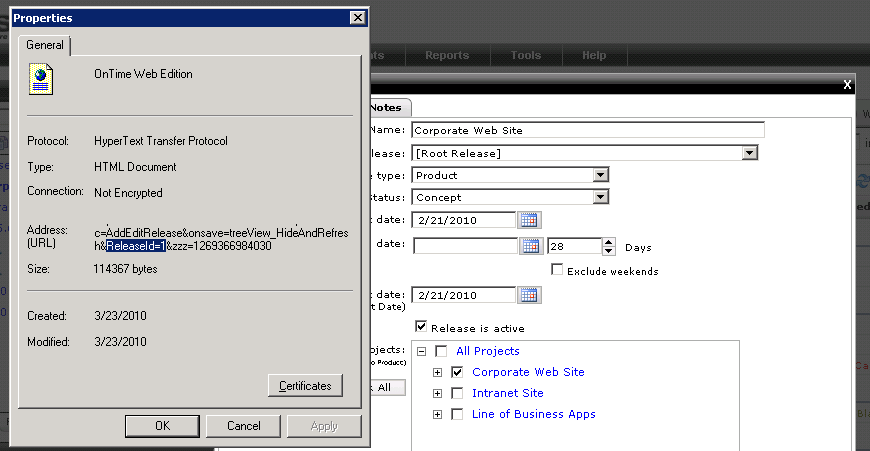 Properties
General
OnTime Web Edition
Protocol: HyperText Transfer Protocol
Type: HTML Document
Connection: Not Encrypted
Address: (URL)
c=AddEditRelease&onsave=treeView_HideAndRefres
h&ReleaseId=1&zzz=1269366984030
Size: 114367 bytes
Created: 3/23/2010
Modified: 3/23/2010
Certificates
OK Cancel Apply
Reports Tools Help
X
Notes
Name: Corporate Web Site
[Root Release]
type: Product
Status: Concept
date: 2/21/2010
date: 28 Days
Exclude weekends
date: 2/21/2010
Date)
Release is active
All Projects
Corporate Web Site
Intranet Site
Line of Business Apps
Product)
All